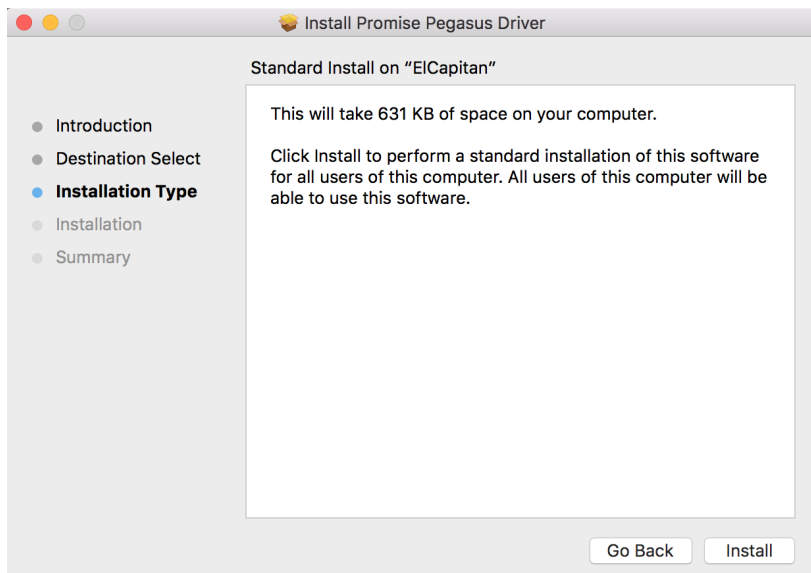 Install Promise Pegasus Driver
Standard Install on “ElCapitan”
Introduction
Destination Select
Installation Type
Installation
Summary
This will take 631 KB of space on your computer.
Click Install to perform a standard installation of this software
for all users of this computer. All users of this computer will be
able to use this software.
Go Back
Install